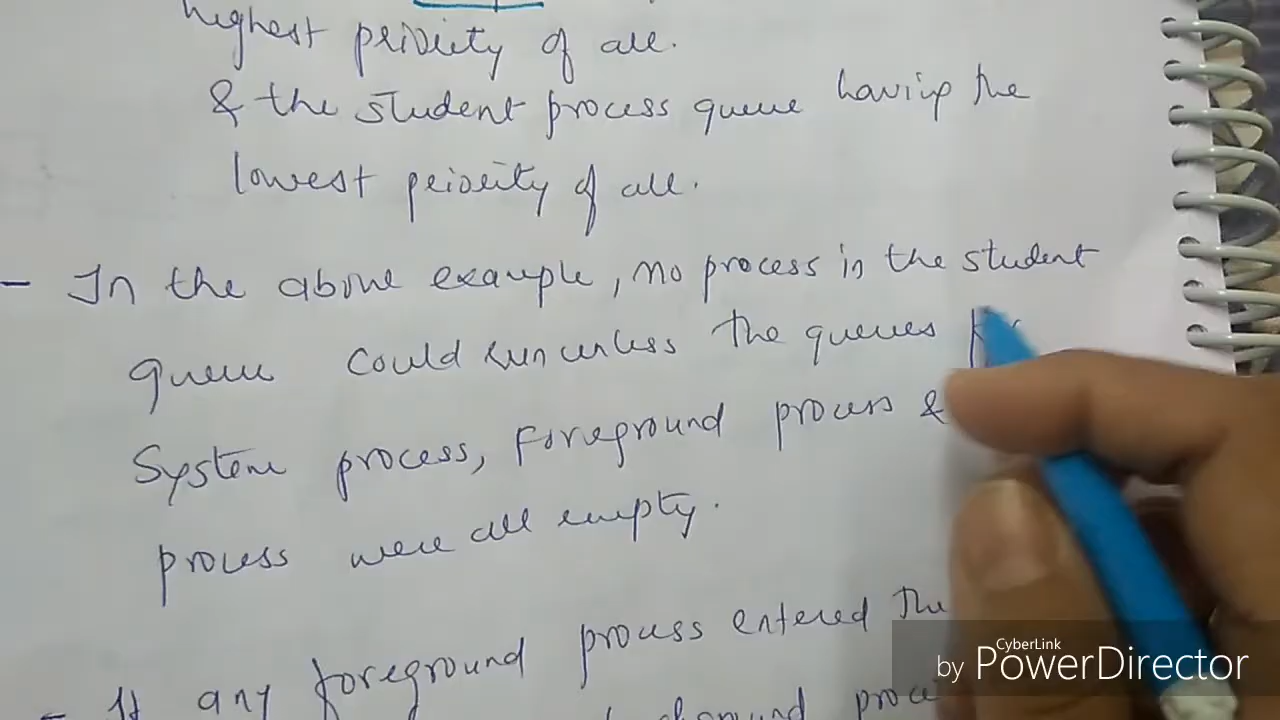 highest priority of all.
& the student process queue having the
lowest priority of all.
- In the above example, no process in the student
queue could run unless the queues
System process, Foreground process &
process were all empty.
- If any foreground process entered the
CyberLink
by PowerDirector